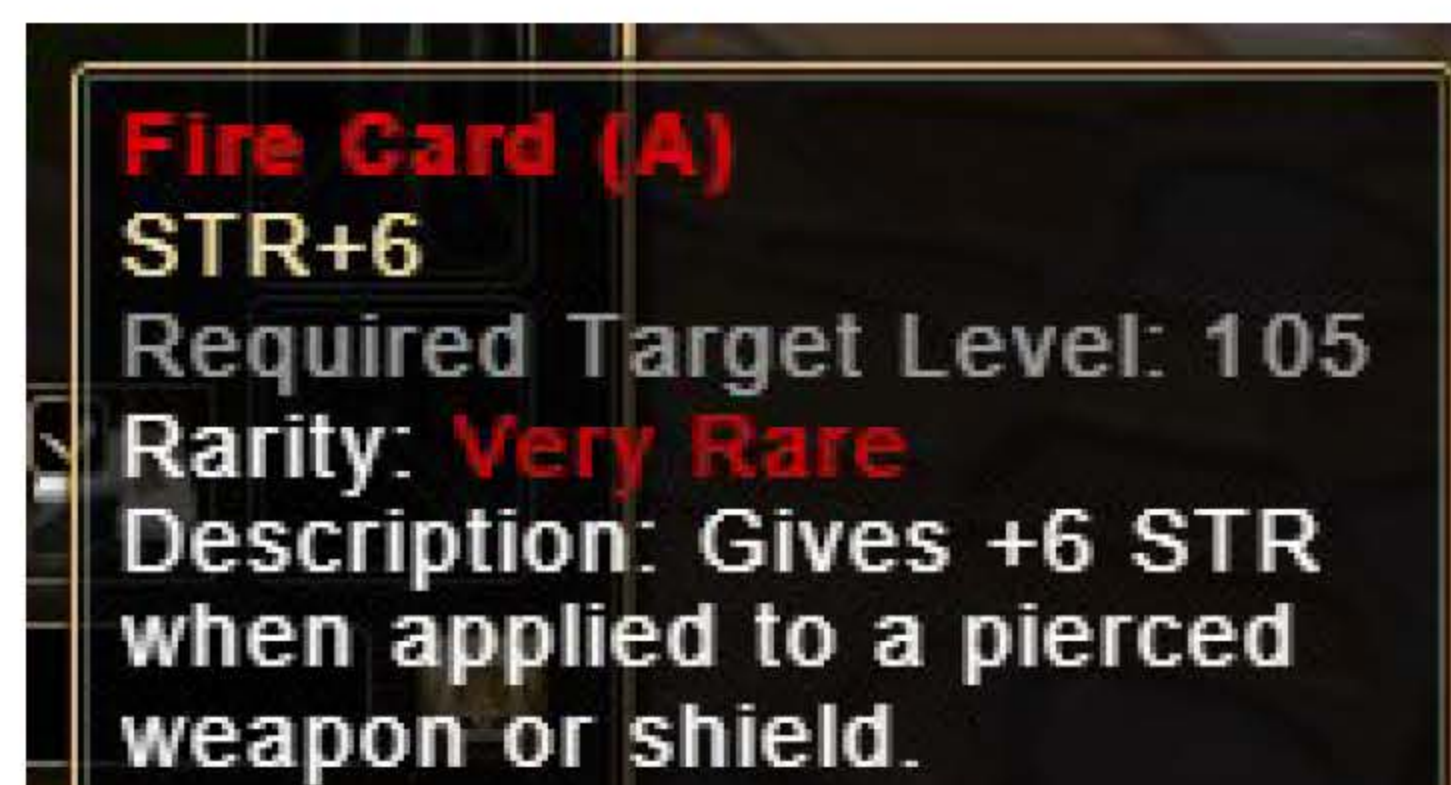 Fire Card (A)
STR+6
Required Target Level: 105
Rarity: Very Rare
Description: Gives +6 STR
when applied to a pierced
weapon or shield.